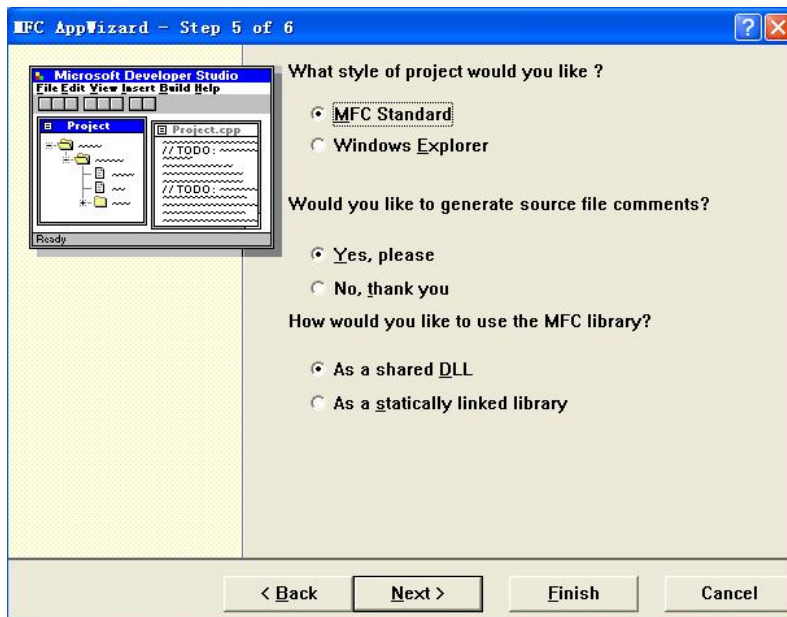 MFC AppWizard - Step 5 of 6
Microsoft Developer Studio
File Edit View Insert Build Help
Project
Project.cpp
//TODO:
//TODO:
Ready
What style of project would you like ?
MFC Standard
Windows Explorer
Would you like to generate source file comments?
Yes, please
No, thank you
How would you like to use the MFC library?
As a shared DLL
As a statically linked library
< Back
Next >
Finish
Cancel